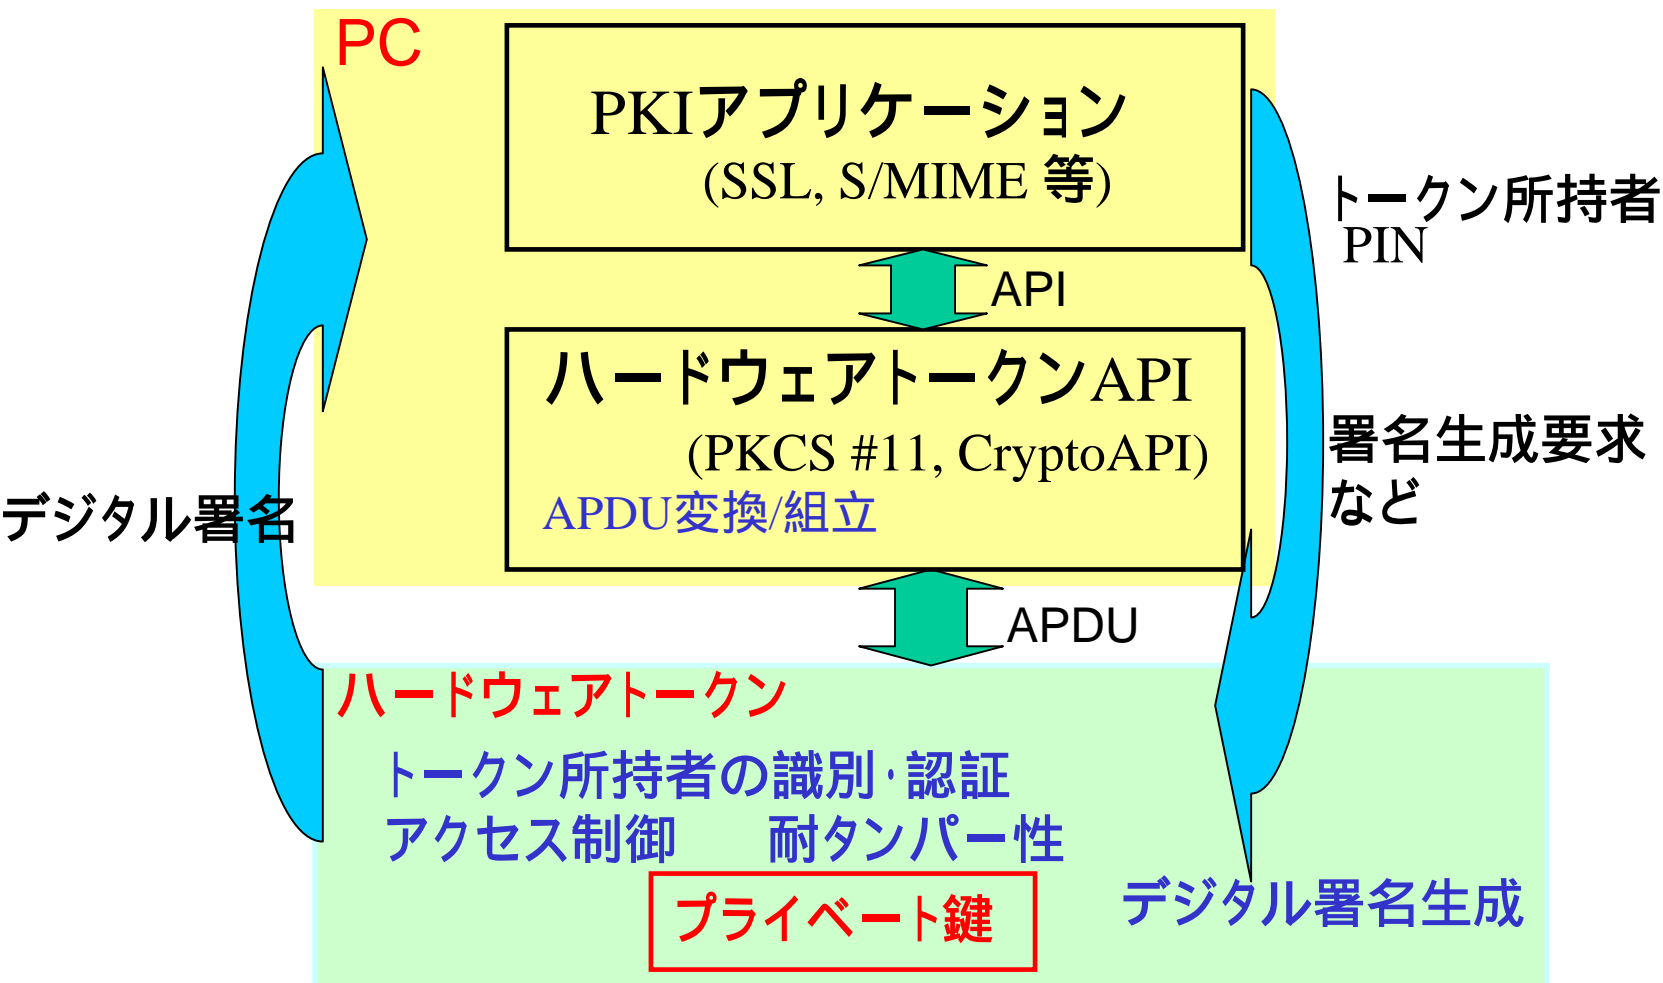 PC
PKIアプリケーション
(SSL, S/MIME 等)
トークン所持者
PIN
API
ハードウェアトークンAPI
(PKCS #11, CryptoAPI)
APDU変換/組立
署名生成要求
など
デジタル署名
APDU
ハードウェアトークン
トークン所持者の識別・認証
アクセス制御 耐タンパー性
プライベート鍵
デジタル署名生成